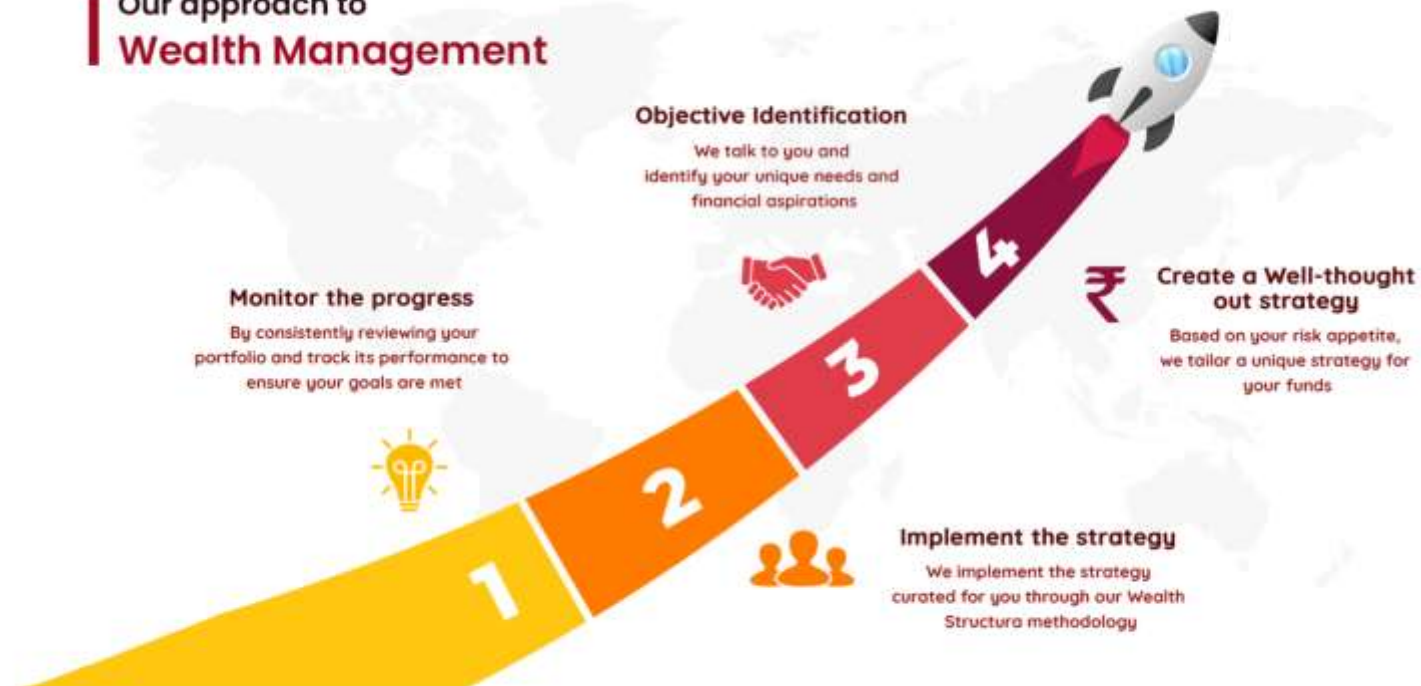 Our approach to
Wealth Management
Objective Identification
We talk to you and
identify your unique needs and
financial aspirations
Monitor the progress
By consistently reviewing your
portfolio and track its performance to
ensure your goals are met
4
₹
Create a Well-thought
out strategy
Based on your risk appetite,
we tailor a unique strategy for
your funds
3
2
1
Implement the strategy
We implement the strategy
curated for you through our Wealth
Structura methodology